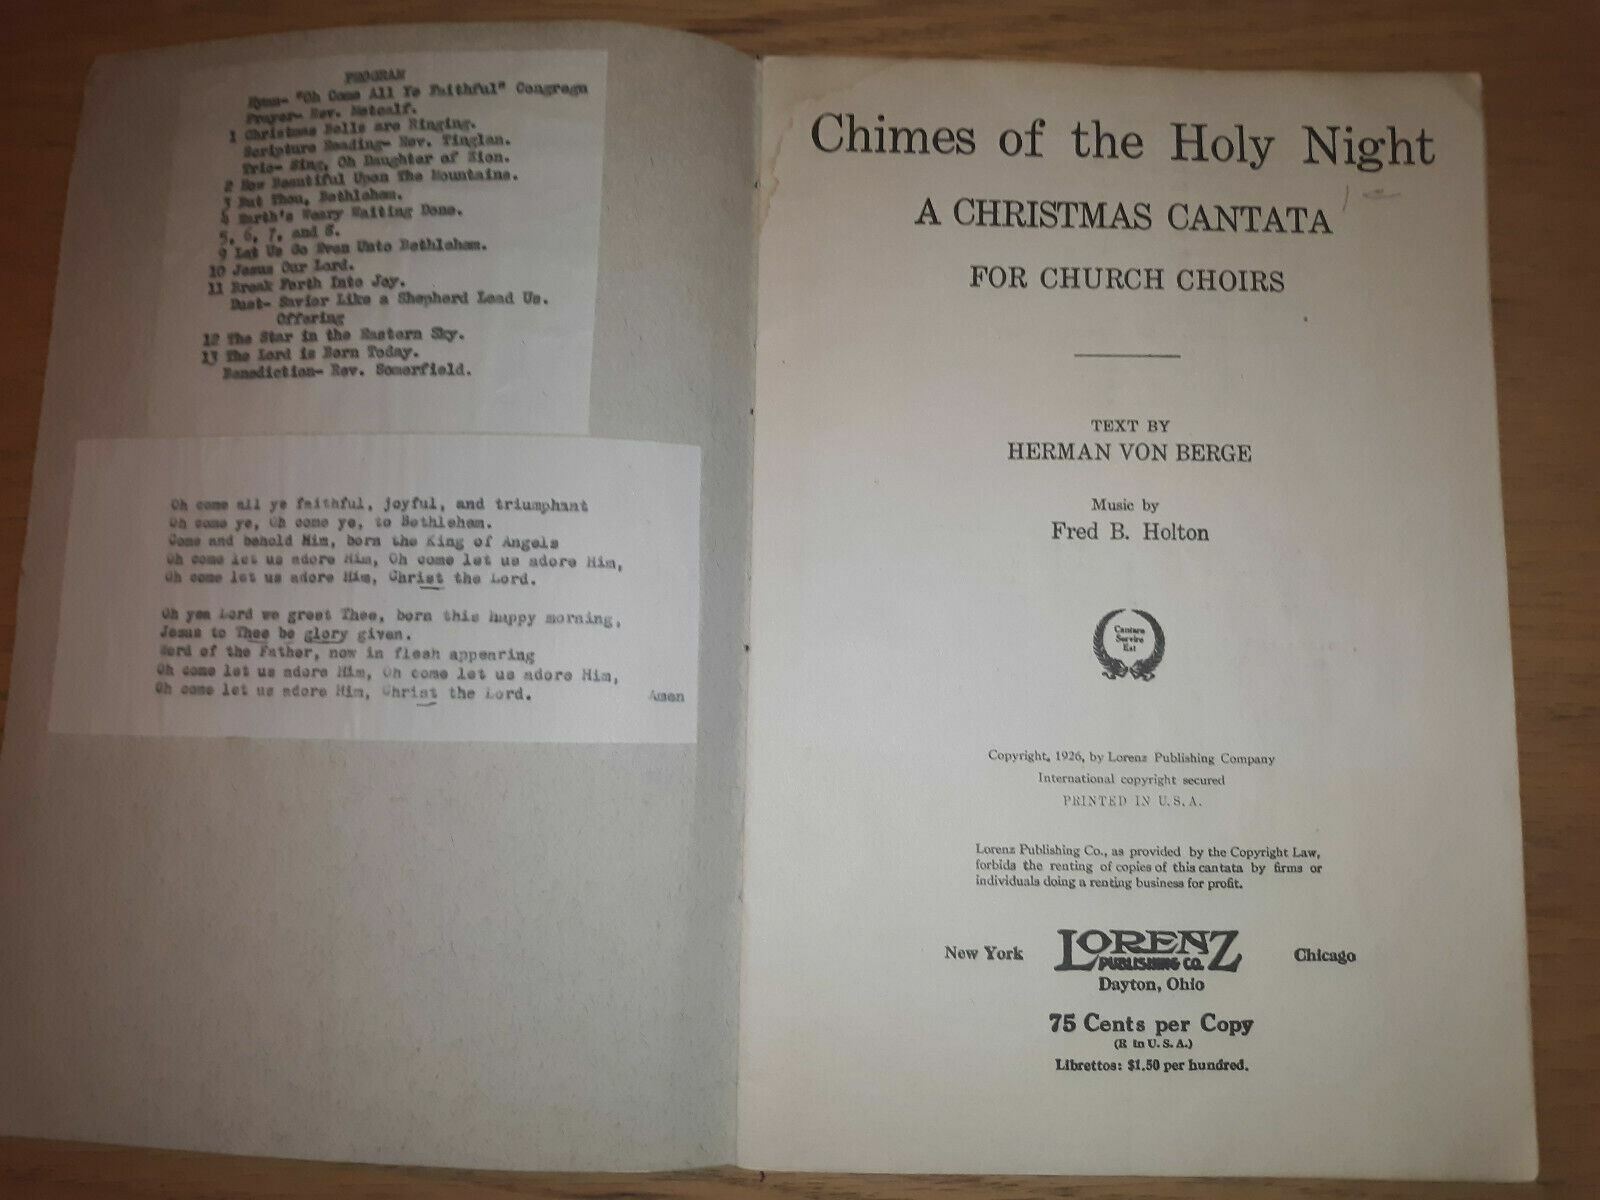 PROGRAM
Hymn- "Oh Come All Ye Faithful" Congregn
Prayer- Rev. Metcalf.
1 Christmas Bells are Ringing.
Scripture Reading- Rev. Tinglan.
Trio- Sing, Oh Daughter of Zion.
2 How Beautiful Upon The Mountains.
3 But Thou, Bethlehem.
4 Earth's Weary Waiting Done.
5, 6, 7, and 8.
9 Let Us Go Even Unto Bethlehem.
10 Jesus Our Lord.
11 Break Forth Into Joy.
Duet- Savior Like a Shepherd Lead Us.
Offering
12 The Star in the Eastern Sky.
13 The Lord is Born Today.
Benediction- Rev. Somerfield.
Oh come all ye faithful, joyful, and triumphant
Oh come ye, Oh come ye, to Bethlehem.
Come and behold Him, born the King of Angels
Oh come let us adore Him, Oh come let us adore Him,
Oh come let us adore Him, Christ the Lord.
Oh yea Lord we greet Thee, born this happy morning,
Jesus to Thee be glory given.
Word of the Father, now in flesh appearing
Oh come let us adore Him, Oh come let us adore Him,
Oh come let us adore Him, Christ the Lord. Amen
Chimes of the Holy Night
A CHRISTMAS CANTATA
FOR CHURCH CHOIRS
TEXT BY
HERMAN VON BERGE
Music by
Fred B. Holton
Cantare
Servire
Est
Copyright, 1926, by Lorenz Publishing Company
International copyright secured
PRINTED IN U. S. A.
Lorenz Publishing Co., as provided by the Copyright Law,
forbids the renting of copies of this cantata by firms or
individuals doing a renting business for profit.
New York LORENZ PUBLISHING CO. Chicago
Dayton, Ohio
75 Cents per Copy
(R in U. S. A.)
Librettos: $1.50 per hundred.